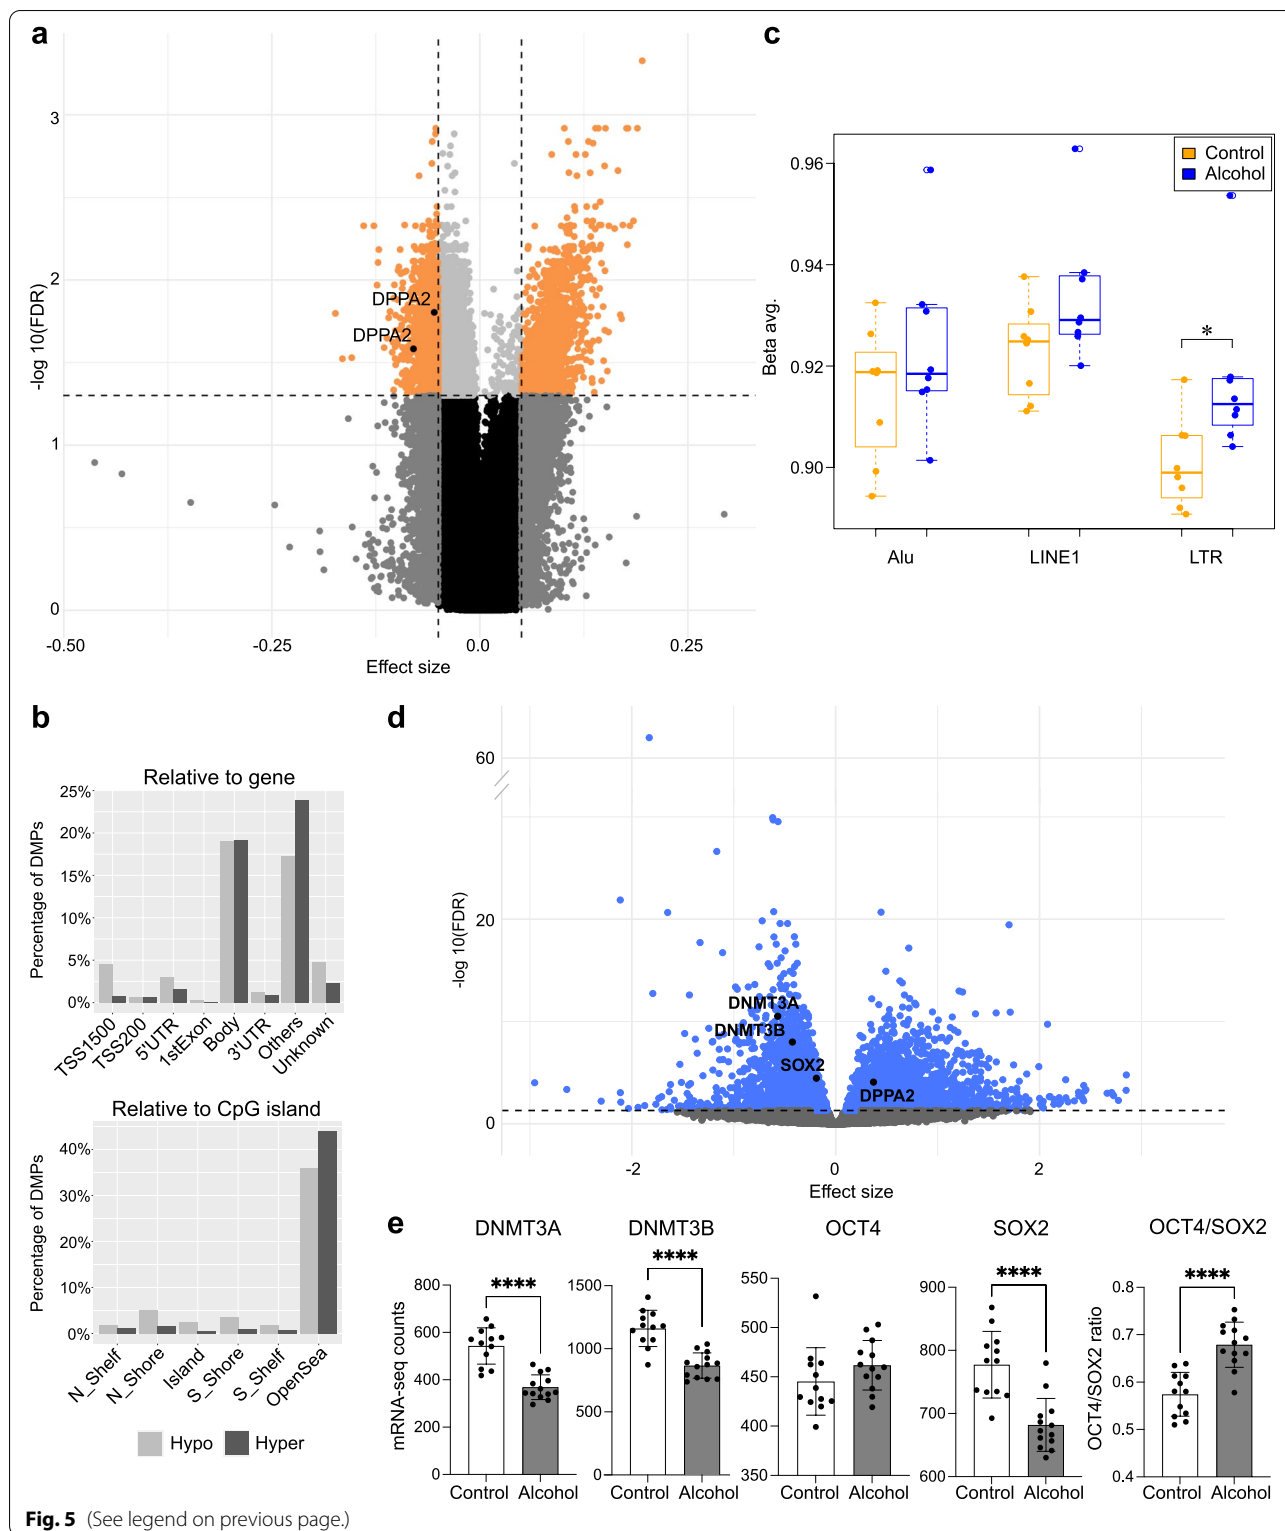 a
3
2
1
0
-log 10(FDR)
DPPA2
DPPA2
-0.50
-0.25
0.0
0.25
Effect size
c
Control
Alcohol
0.96
0.94
0.92
0.90
Beta avg.
*
Alu
LINE1
LTR
b
Relative to gene
25%
20%
15%
10%
5%
0%
Percentage of DMPs
TSS1500
TSS200
5'UTR
1stExon
Body
3'UTR
Others
Unknown
Relative to CpG island
40%
30%
20%
10%
0%
Percentage of DMPs
N_Shelf
N_Shore
Island
S_Shore
S_Shelf
OpenSea
Hypo
Hyper
d
60
20
0
-log 10(FDR)
DNMT3A
DNMT3B
SOX2
DPPA2
-2
0
2
Effect size
e
DNMT3A
****
800
600
400
200
0
mRNA-seq counts
Control Alcohol
DNMT3B
****
1500
1000
500
0
Control Alcohol
OCT4
550
500
450
400
350
Control Alcohol
SOX2
****
900
800
700
600
Control Alcohol
OCT4/SOX2
****
0.8
0.7
0.6
0.5
0.4
OCT4/SOX2 ratio
Control Alcohol
Fig. 5 (See legend on previous page.)